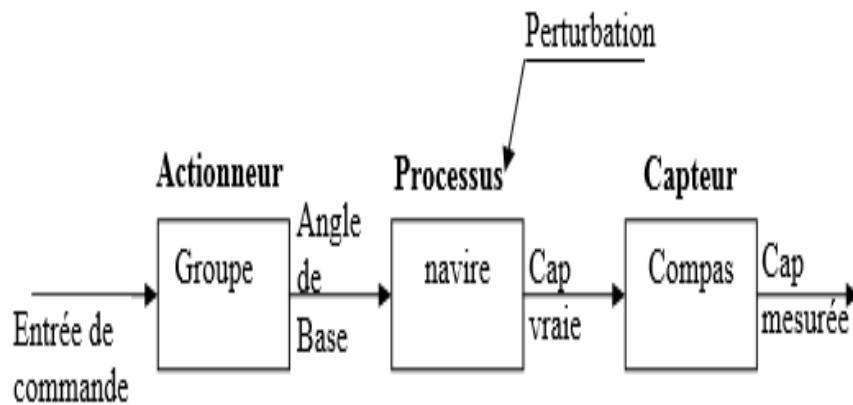 Perturbation
Actionneur
Processus
Capteur
Groupe
Angle
de
Base
navire
Cap
vraie
Compas
Cap
mesurée
Entrée de
commande